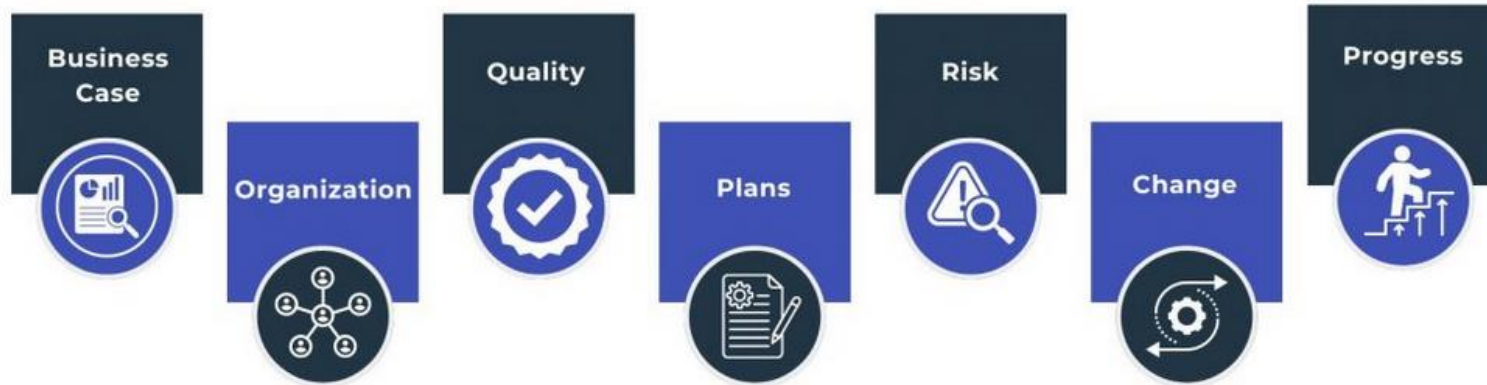 Business
Case
Organization
Quality
Plans
Risk
Change
Progress